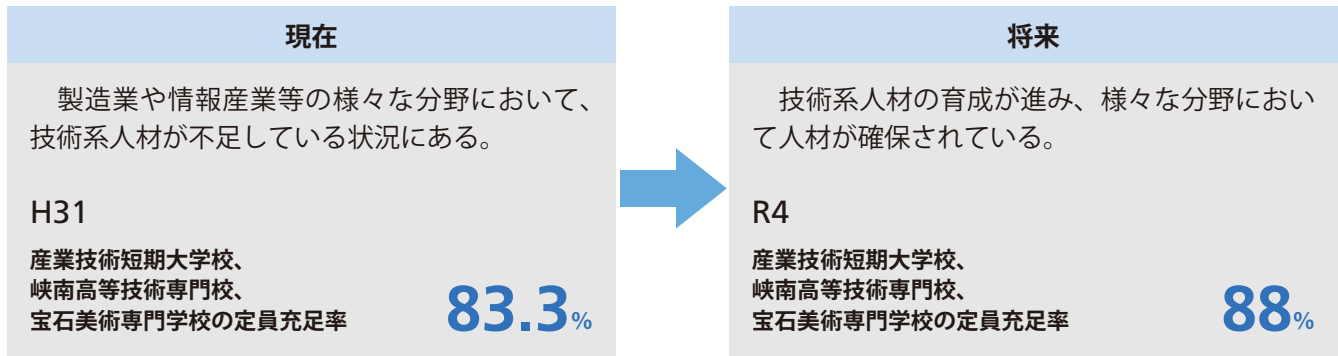 現在
製造業や情報産業等の様々な分野において、
技術系人材が不足している状況にある。
H31
産業技術短期大学校、
峡南高等技術専門校、
宝石美術専門学校の定員充足率
83.3%
将来
技術系人材の育成が進み、様々な分野におい
て人材が確保されている。
R4
産業技術短期大学校、
峡南高等技術専門校、
宝石美術専門学校の定員充足率
88%